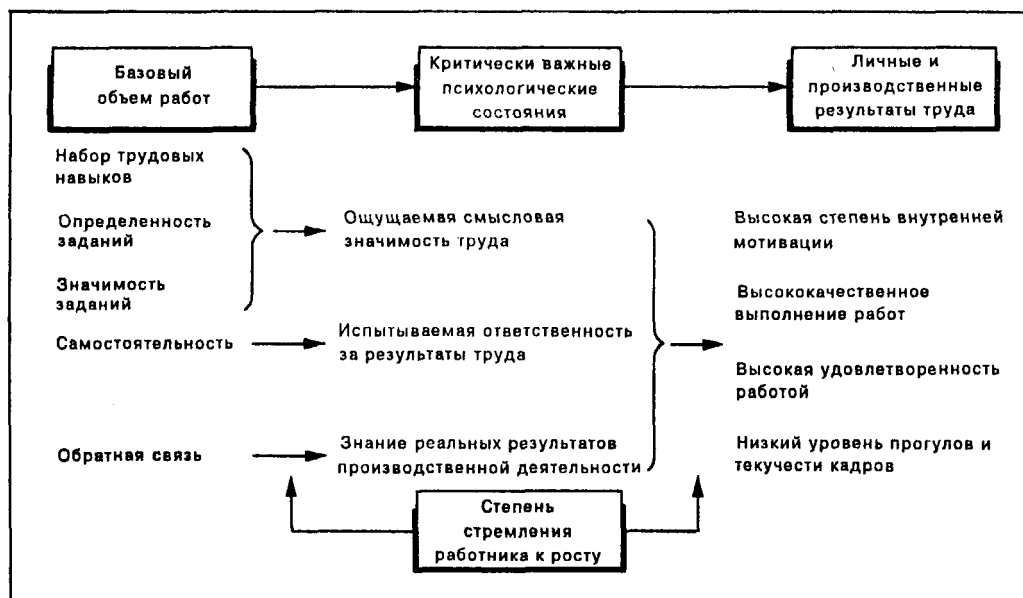 Базовый
объем работ
Критически важные
психологические
состояния
Личные и
производственные
результаты труда
Набор трудовых
навыков
Определенность
заданий
Значимость
заданий
Самостоятельность
Обратная связь
Ощущаемая смысловая
значимость труда
Испытываемая ответственность
за результаты труда
Знание реальных результатов
производственной деятельности
Высокая степень внутренней
мотивации
Высококачественное
выполнение работ
Высокая удовлетворенность
работой
Низкий уровень прогулов и
текучести кадров
Степень
стремления
работника к росту